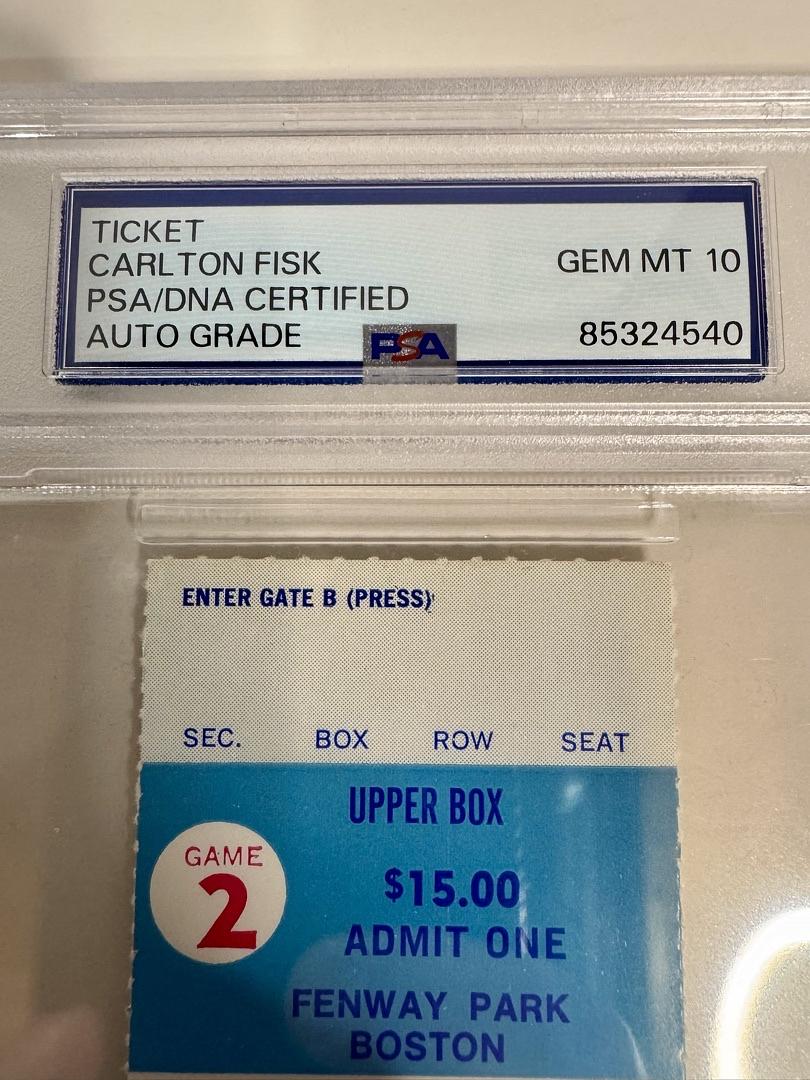 TICKET
CARLTON FISK GEM MT 10
PSA/DNA CERTIFIED
AUTO GRADE PSA 85324540
ENTER GATE B (PRESS)
SEC. BOX ROW SEAT
UPPER BOX
GAME
2
$15.00
ADMIT ONE
FENWAY PARK
BOSTON